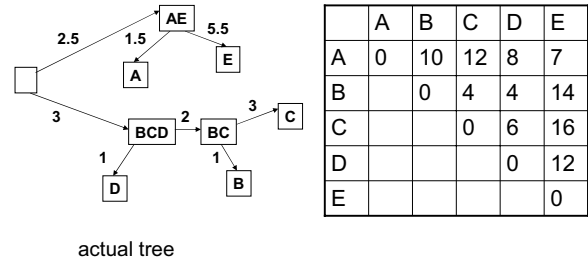 AE
2.5
1.5
5.5
A
E
3
BCD
2
BC
3
C
1
1
D
B
actual tree
A B C D E
A 0 10 12 8 7
B 0 4 4 14
C 0 6 16
D 0 12
E 0